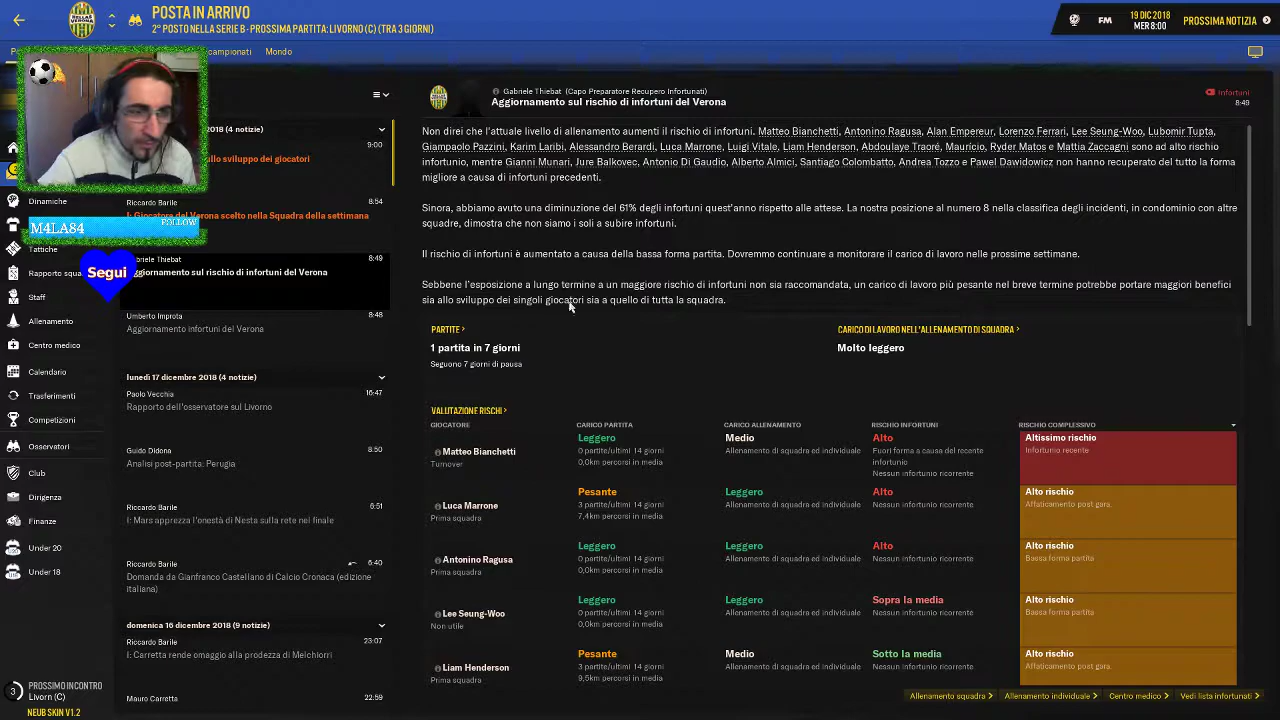 POSTA IN ARRIVO
2° POSTO NELLA SERIE B - PROSSIMA PARTITA: LIVORNO (C) (TRA 3 GIORNI)
FM
19 DIC 2018
MER 8:00
PROSSIMA NOTIZIA
Mondo
M4LA84
FOLLOW
Segui
Dinamiche
Tattiche
Staff
Allenamento
Centro medico
Calendario
Trasferimenti
Competizioni
Osservatori
Club
Dirigenza
Finanze
Under 20
Under 18
3
PROSSIMO INCONTRO
Livorn (C)
NEUB SKIN V1.2
2018 (4 notizie)
9:00
sviluppo dei giocatori
Riccardo Barile
8:54
I: Giocatore del Verona scelto nella Squadra della settimana
8:49
Aggiornamento sul rischio di infortuni del Verona
Umberto Improta
8:48
Aggiornamento infortuni del Verona
lunedì 17 dicembre 2018 (4 notizie)
Paolo Vecchia
16:47
Rapporto dell'osservatore sul Livorno
Guido Didona
8:50
Analisi post-partita: Perugia
Riccardo Barile
6:51
I: Mars apprezza l'onestà di Nesta sulla rete nel finale
Riccardo Barile
6:40
Domanda da Gianfranco Castellano di Calcio Cronaca (edizione
italiana)
domenica 16 dicembre 2018 (9 notizie)
Riccardo Barile
23:07
I: Carretta rende omaggio alla prodezza di Melchiorri
Mauro Carretta
22:59
Gabriele Thiebat (Capo Preparatore Recupero Infortunati)
Aggiornamento sul rischio di infortuni del Verona
Infortuni
8:49
Non direi che l'attuale livello di allenamento aumenti il rischio di infortuni. Matteo Bianchetti, Antonino Ragusa, Alan Empereur, Lorenzo Ferrari, Lee Seung-Woo, Lubomir Tupta,
Giampaolo Pazzini, Karim Laribi, Alessandro Berardi, Luca Marrone, Luigi Vitale, Liam Henderson, Abdoulaye Traoré, Maurício, Ryder Matos e Mattia Zaccagni sono ad alto rischio
infortunio, mentre Gianni Munari, Jure Balkovec, Antonio Di Gaudio, Alberto Almici, Santiago Colombatto, Andrea Tozzo e Pawel Dawidowicz non hanno recuperato del tutto la forma
migliore a causa di infortuni precedenti.
Sinora, abbiamo avuto una diminuzione del 61% degli infortuni quest'anno rispetto alle attese. La nostra posizione al numero 8 nella classifica degli incidenti, in condominio con altre
squadre, dimostra che non siamo i soli a subire infortuni.
Il rischio di infortuni è aumentato a causa della bassa forma partita. Dovremmo continuare a monitorare il carico di lavoro nelle prossime settimane.
Sebbene l'esposizione a lungo termine a un maggiore rischio di infortuni non sia raccomandata, un carico di lavoro più pesante nel breve termine potrebbe portare maggiori benefici
sia allo sviluppo dei singoli giocatori sia a quello di tutta la squadra.
PARTITE
1 partita in 7 giorni
Seguono 7 giorni di pausa
CARICO DI LAVORO NELL'ALLENAMENTO DI SQUADRA
Molto leggero
VALUTAZIONE RISCHI
GIOCATORE CARICO PARTITA CARICO ALLENAMENTO RISCHIO INFORTUNI RISCHIO COMPLESSIVO
Matteo Bianchetti
Turnover
Leggero
0 partite/ultimi 14 giorni
0,0km percorsi in media
Medio
Allenamento di squadra ed individuale
Alto
Fuori forma a causa del recente
infortunio
Nessun infortunio ricorrente
Altissimo rischio
Infortunio recente
Luca Marrone
Prima squadra
Pesante
3 partite/ultimi 14 giorni
7,4km percorsi in media
Leggero
Allenamento di squadra ed individuale
Alto
Nessun infortunio ricorrente
Alto rischio
Affaticamento post gara.
Antonino Ragusa
Prima squadra
Leggero
0 partite/ultimi 14 giorni
0,0km percorsi in media
Leggero
Allenamento di squadra ed individuale
Alto
Nessun infortunio ricorrente
Alto rischio
Bassa forma partita
Lee Seung-Woo
Non utile
Leggero
0 partite/ultimi 14 giorni
0,0km percorsi in media
Leggero
Allenamento di squadra ed individuale
Sopra la media
Nessun infortunio ricorrente
Alto rischio
Bassa forma partita
Liam Henderson
Prima squadra
Pesante
3 partite/ultimi 14 giorni
9,5km percorsi in media
Medio
Allenamento di squadra ed individuale
Sotto la media
Nessun infortunio ricorrente
Alto rischio
Affaticamento post gara.
Allenamento squadra
Allenamento individuale
Centro medico
Vedi lista infortunati